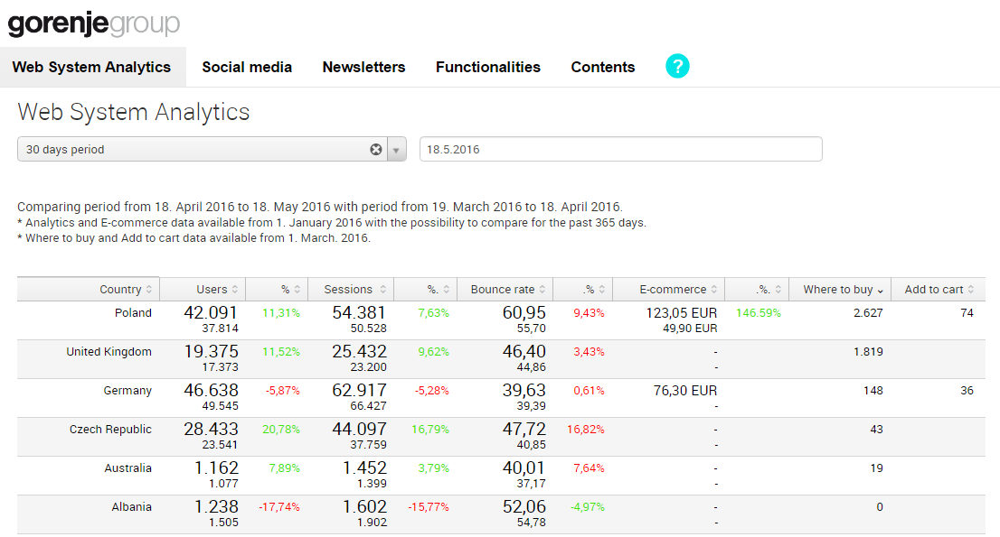 gorenjegroup
Web System Analytics Social media Newsletters Functionalities Contents ?
Web System Analytics
30 days period 18.5.2016
Comparing period from 18. April 2016 to 18. May 2016 with period from 19. March 2016 to 18. April 2016.
* Analytics and E-commerce data available from 1. January 2016 with the possibility to compare for the past 365 days.
* Where to buy and Add to cart data available from 1. March. 2016.
Country Users % Sessions %. Bounce rate .% E-commerce .%. Where to buy Add to cart
Poland 42.091 11,31% 54.381 7,63% 60,95 9,43% 123,05 EUR 146.59% 2.627 74
37.814 50.528 55,70 49,90 EUR
United Kingdom 19.375 11,52% 25.432 9,62% 46,40 3,43% - 1.819
17.373 23.200 44,86 -
Germany 46.638 -5,87% 62.917 -5,28% 39,63 0,61% 76,30 EUR 148 36
49.545 66.427 39,39 -
Czech Republic 28.433 20,78% 44.097 16,79% 47,72 16,82% - 43
23.541 37.759 40,85 -
Australia 1.162 7,89% 1.452 3,79% 40,01 7,64% - 19
1.077 1.399 37,17 -
Albania 1.238 -17,74% 1.602 -15,77% 52,06 -4,97% - 0
1.505 1.902 54,78 -